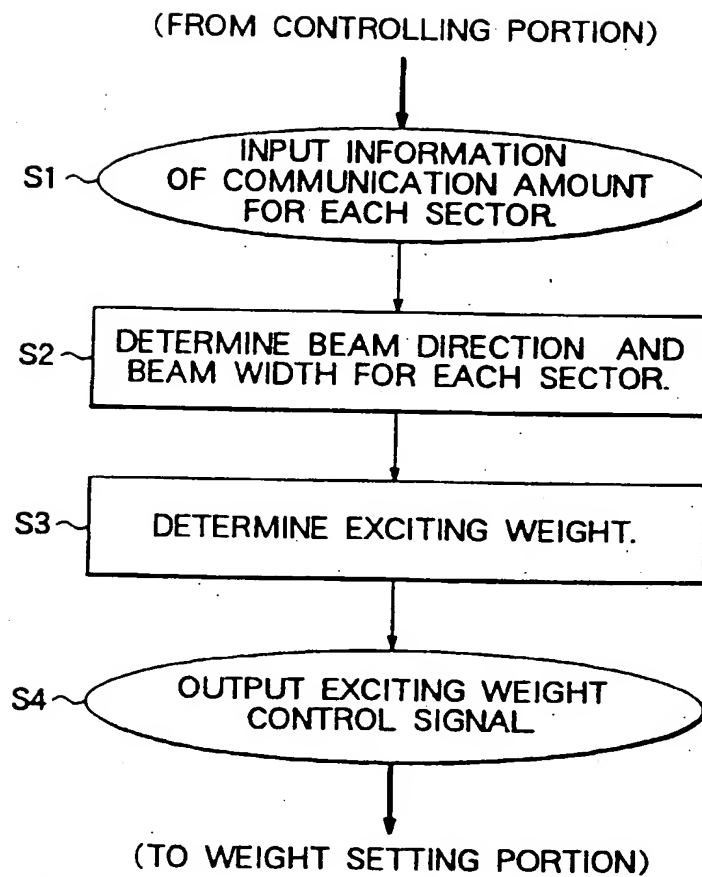 (FROM CONTROLLING PORTION)
S1
INPUT INFORMATION
OF COMMUNICATION AMOUNT
FOR EACH SECTOR
S2
DETERMINE BEAM DIRECTION AND
BEAM WIDTH FOR EACH SECTOR.
S3
DETERMINE EXCITING WEIGHT.
S4
OUTPUT EXCITING WEIGHT
CONTROL SIGNAL
(TO WEIGHT SETTING PORTION)